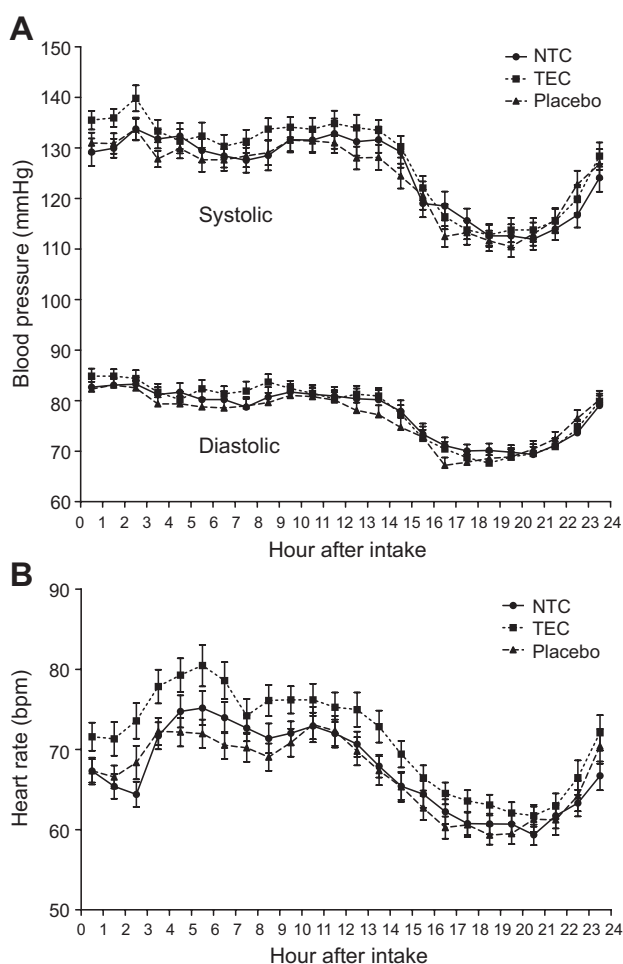 A
150
140
130
120
110
100
90
80
70
60
Blood pressure (mmHg)
NTC
TEC
Placebo
Systolic
Diastolic
0 1 2 3 4 5 6 7 8 9 10 11 12 13 14 15 16 17 18 19 20 21 22 23 24
Hour after intake
B
90
80
70
60
50
Heart rate (bpm)
NTC
TEC
Placebo
0 1 2 3 4 5 6 7 8 9 10 11 12 13 14 15 16 17 18 19 20 21 22 23 24
Hour after intake